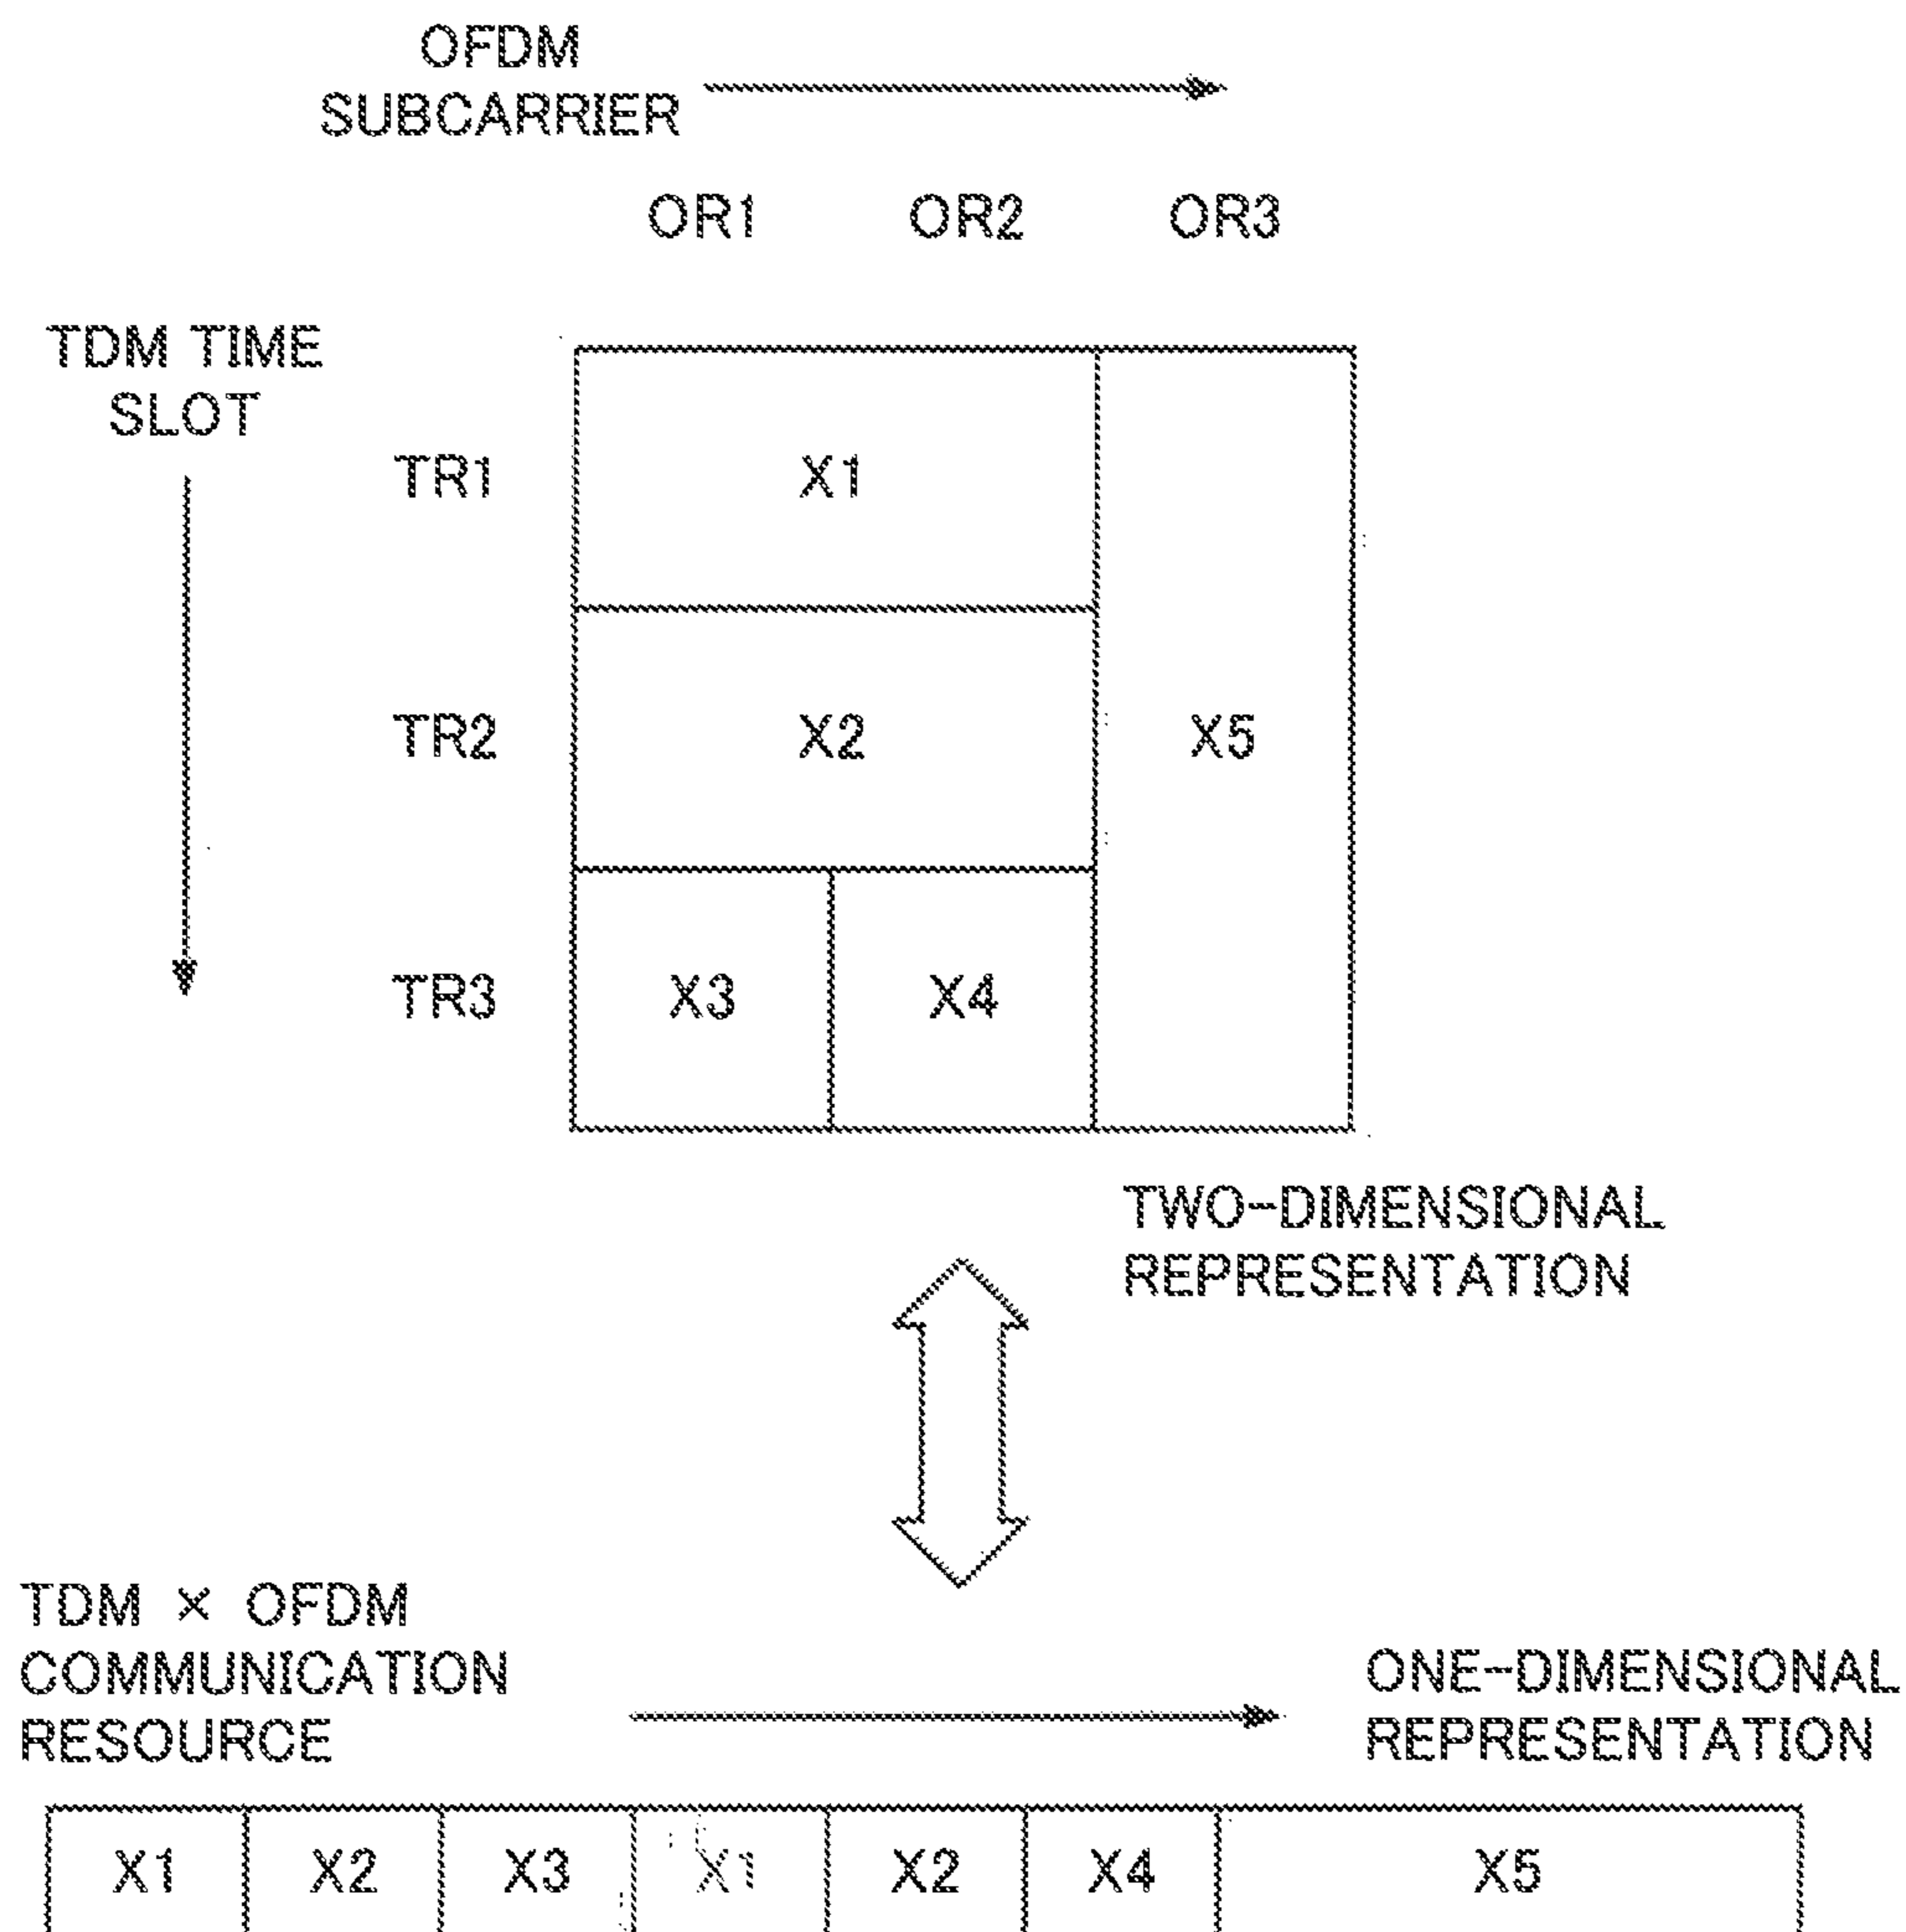 OFDM
SUBCARRIER
OR1 OR2 OR3
TDM TIME
SLOT
TR1 X1
TR2 X2 X5
TR3 X3 X4
TWO-DIMENSIONAL
REPRESENTATION
TDM × OFDM
COMMUNICATION
RESOURCE
ONE-DIMENSIONAL
REPRESENTATION
X1 X2 X3 X1 X2 X4 X5